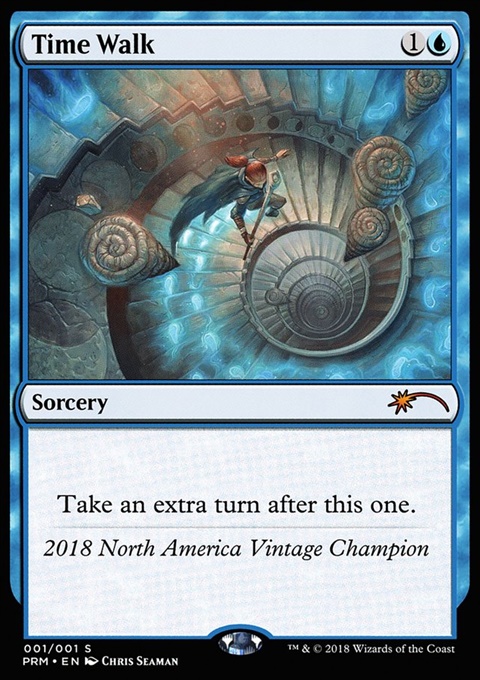 Time Walk 1
Sorcery
Take an extra turn after this one.
2018 North America Vintage Champion
001/001 S
PRM • EN Chris Seaman
™ & © 2018 Wizards of the Coast